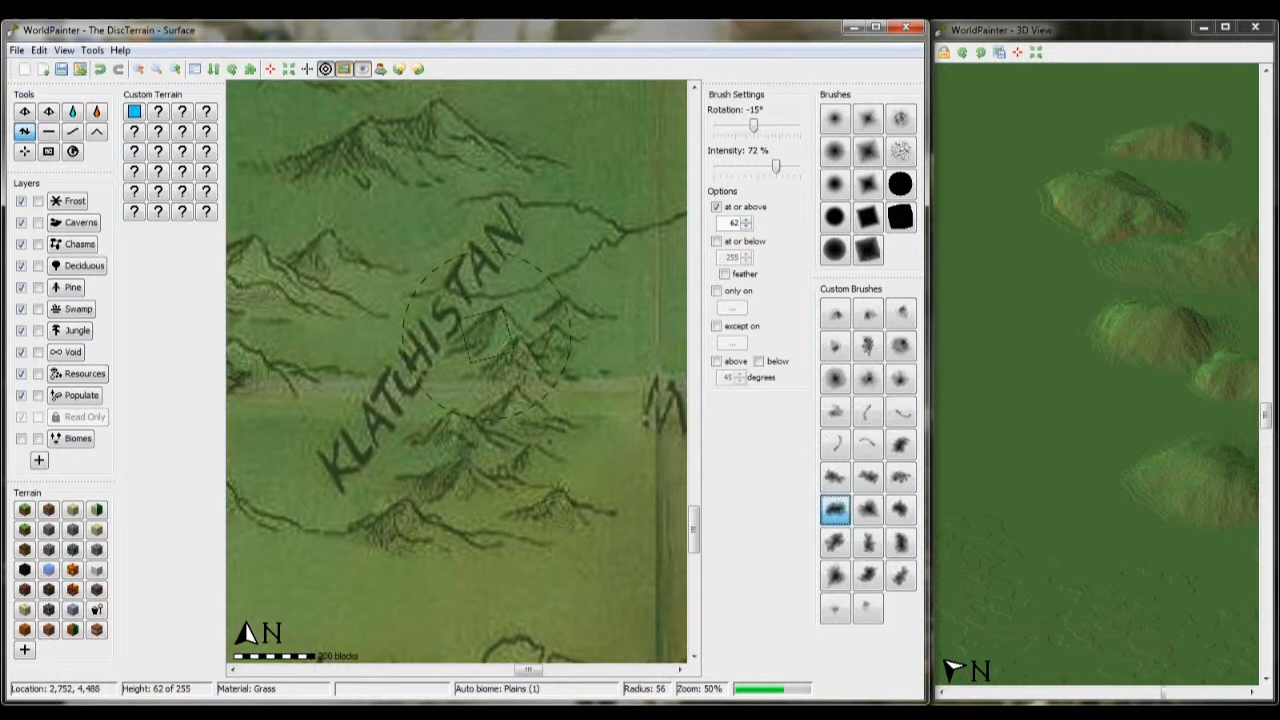 WorldPainter - The DiscTerrain - Surface
WorldPainter - 3D View
File Edit View Tools Help
Tools
Custom Terrain
? ? ?
? ? ? ?
? ? ? ?
? ? ? ?
? ? ? ?
? ? ? ?
Layers
Frost
Caverns
Chasms
Deciduous
Pine
Swamp
Jungle
Void
Resources
Populate
Read Only
Biomes
+
Terrain
+
KLATCHISTAN
N
200 blocks
Brush Settings
Rotation: -15°
Intensity: 72 %
Options
at or above
62
at or below
255
feather
only on
...
except on
...
above below
45 degrees
Brushes
Custom Brushes
N
Location: 2,752, 4,488 Height: 62 of 255 Material: Grass Auto biome: Plains (1) Radius: 56 Zoom: 50%